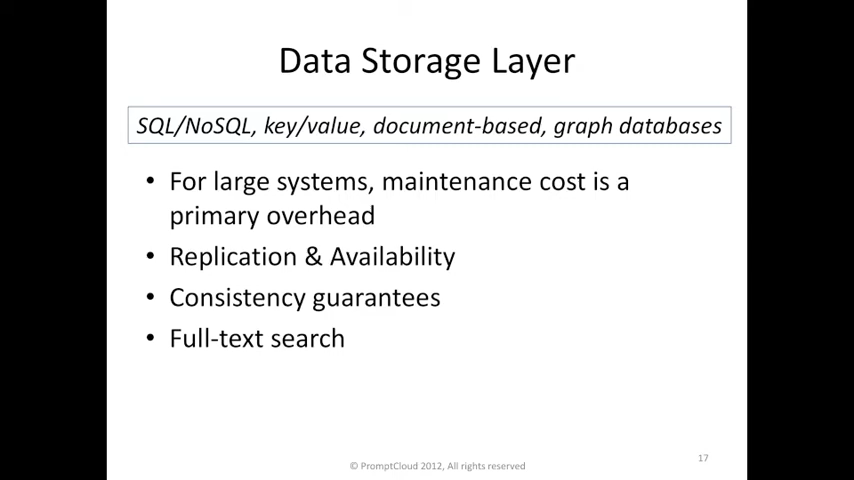 Data Storage Layer
SQL/NoSQL, key/value, document-based, graph databases
• For large systems, maintenance cost is a
primary overhead
• Replication & Availability
• Consistency guarantees
• Full-text search
© PromptCloud 2012, All rights reserved
17